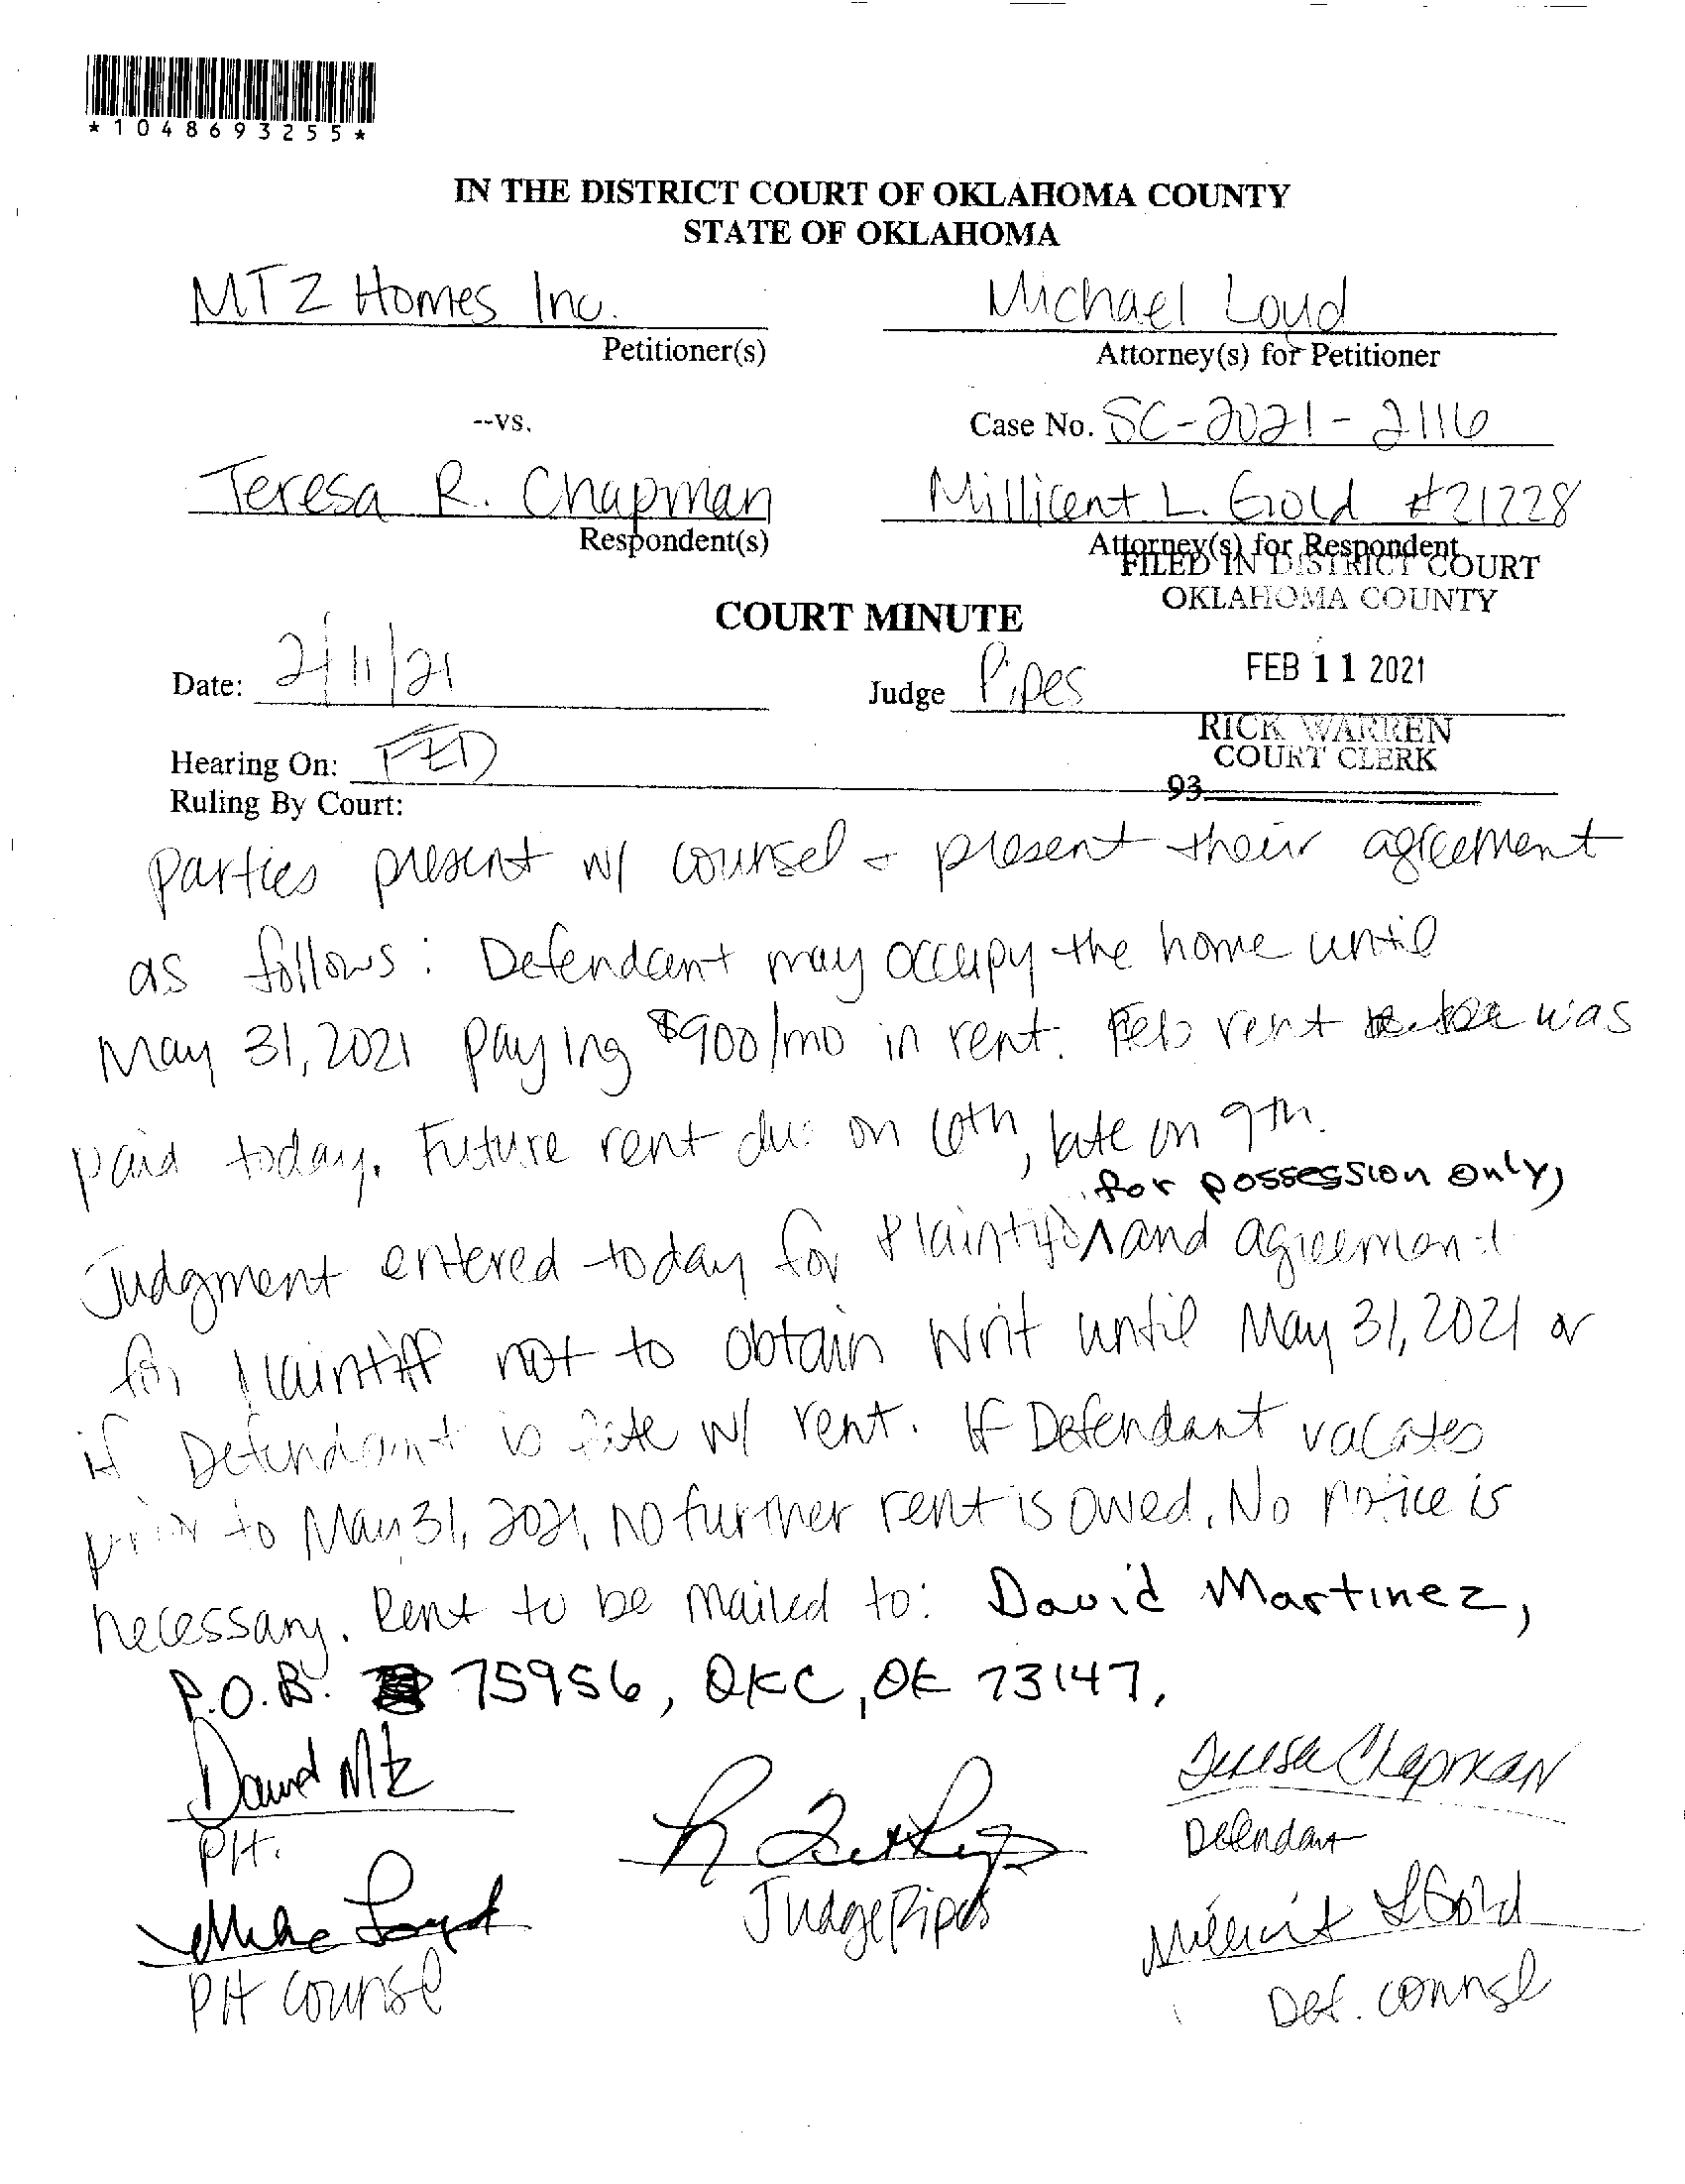 *1048693255*
IN THE DISTRICT COURT OF OKLAHOMA COUNTY
STATE OF OKLAHOMA
MTZ Homes Inc.
Petitioner(s)
Michael Loyd
Attorney(s) for Petitioner
--vs.
Case No. SC-2021-2116
Teresa R. Chapman
Respondent(s)
Millicent L. Gold #21228
Attorney(s) for Respondent
FILED IN DISTRICT COURT
OKLAHOMA COUNTY
COURT MINUTE
FEB 11 2021
Date: 2/11/21
Judge Pipes
RICK WARREN
COURT CLERK
Hearing On: FED
93
Ruling By Court:
parties present w/ counsel & present their agreement
as follows: Defendant may occupy the home until
May 31, 2021 paying $900/mo in rent. Feb rent was
paid today. Future rent due on 6th, late on 9th.
for possession only,
Judgment entered today for Plaintiff ^ and agreement
for Plaintiff not to obtain writ until May 31, 2021 or
if Defendant is late w/ rent. If Defendant vacates
prior to May 31, 2021, no further rent is owed. No notice is
necessary. Rent to be mailed to: David Martinez,
P.O.B. 75956, OKC, OK 73147.
David Mtz
Pltf.
Teresa Chapman
Defendant
Judge Pipes
Mike Loyd
Pltf counsel
Millicent L Gold
Def. counsel